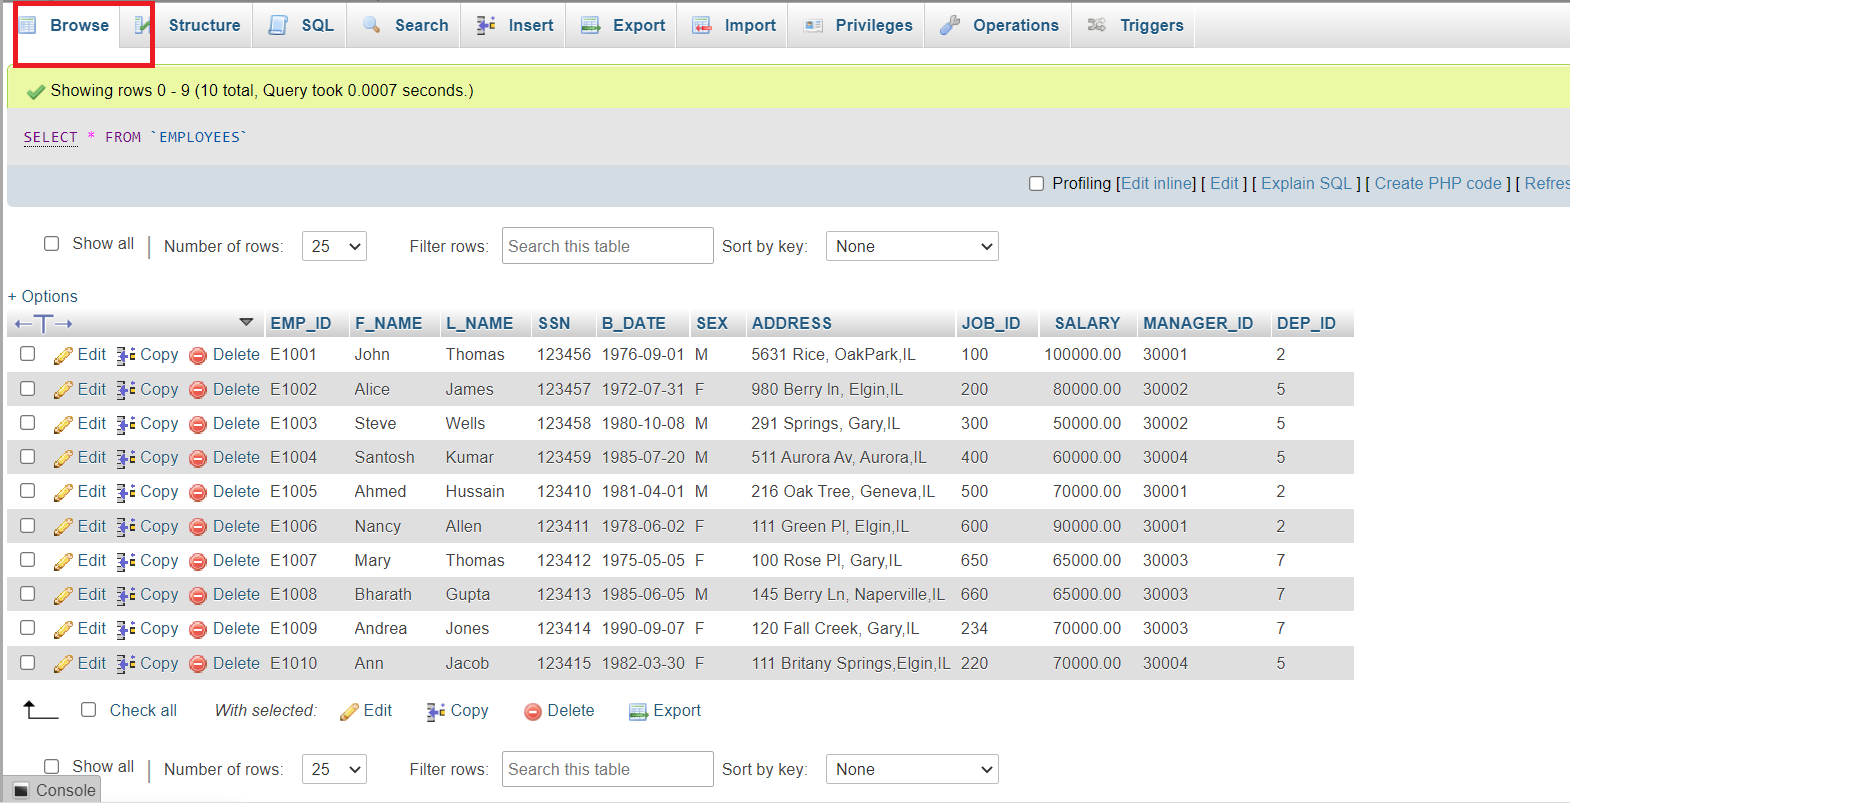 Browse Structure SQL Search Insert Export Import Privileges Operations Triggers
Showing rows 0 - 9 (10 total, Query took 0.0007 seconds.)
SELECT * FROM `EMPLOYEES`
Profiling [Edit inline] [ Edit ] [ Explain SQL ] [ Create PHP code ] [ Refres
Show all | Number of rows: 25 Filter rows: Search this table Sort by key: None
+ Options
EMP_ID F_NAME L_NAME SSN B_DATE SEX ADDRESS JOB_ID SALARY MANAGER_ID DEP_ID
Edit Copy Delete E1001 John Thomas 123456 1976-09-01 M 5631 Rice, OakPark,IL 100 100000.00 30001 2
Edit Copy Delete E1002 Alice James 123457 1972-07-31 F 980 Berry ln, Elgin,IL 200 80000.00 30002 5
Edit Copy Delete E1003 Steve Wells 123458 1980-10-08 M 291 Springs, Gary,IL 300 50000.00 30002 5
Edit Copy Delete E1004 Santosh Kumar 123459 1985-07-20 M 511 Aurora Av, Aurora,IL 400 60000.00 30004 5
Edit Copy Delete E1005 Ahmed Hussain 123410 1981-04-01 M 216 Oak Tree, Geneva,IL 500 70000.00 30001 2
Edit Copy Delete E1006 Nancy Allen 123411 1978-06-02 F 111 Green Pl, Elgin,IL 600 90000.00 30001 2
Edit Copy Delete E1007 Mary Thomas 123412 1975-05-05 F 100 Rose Pl, Gary,IL 650 65000.00 30003 7
Edit Copy Delete E1008 Bharath Gupta 123413 1985-06-05 M 145 Berry Ln, Naperville,IL 660 65000.00 30003 7
Edit Copy Delete E1009 Andrea Jones 123414 1990-09-07 F 120 Fall Creek, Gary,IL 234 70000.00 30003 7
Edit Copy Delete E1010 Ann Jacob 123415 1982-03-30 F 111 Britany Springs,Elgin,IL 220 70000.00 30004 5
Check all With selected: Edit Copy Delete Export
Show all | Number of rows: 25 Filter rows: Search this table Sort by key: None
Console